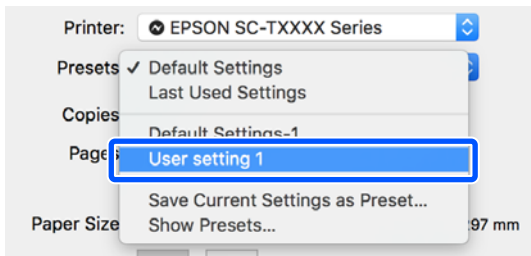 Printer: EPSON SC-TXXXX Series
Presets ✓ Default Settings
Last Used Settings
Copies
Default Settings-1
Pages
User setting 1
Save Current Settings as Preset...
Paper Size Show Presets... 97 mm